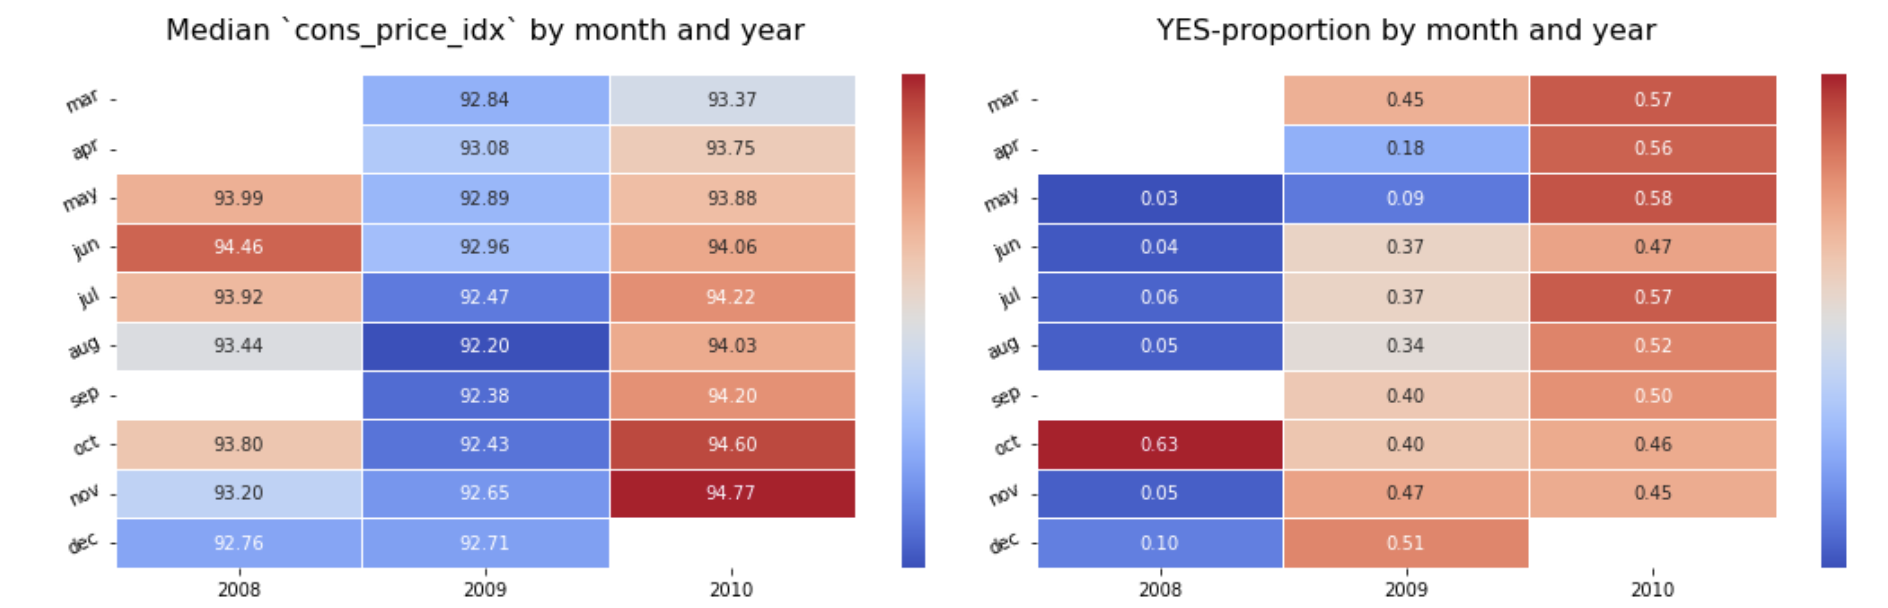 Median `cons_price_idx` by month and year
mar 92.84 93.37
apr 93.08 93.75
may 93.99 92.89 93.88
jun 94.46 92.96 94.06
jul 93.92 92.47 94.22
aug 93.44 92.20 94.03
sep 92.38 94.20
oct 93.80 92.43 94.60
nov 93.20 92.65 94.77
dec 92.76 92.71
2008 2009 2010
YES-proportion by month and year
mar 0.45 0.57
apr 0.18 0.56
may 0.03 0.09 0.58
jun 0.04 0.37 0.47
jul 0.06 0.37 0.57
aug 0.05 0.34 0.52
sep 0.40 0.50
oct 0.63 0.40 0.46
nov 0.05 0.47 0.45
dec 0.10 0.51
2008 2009 2010